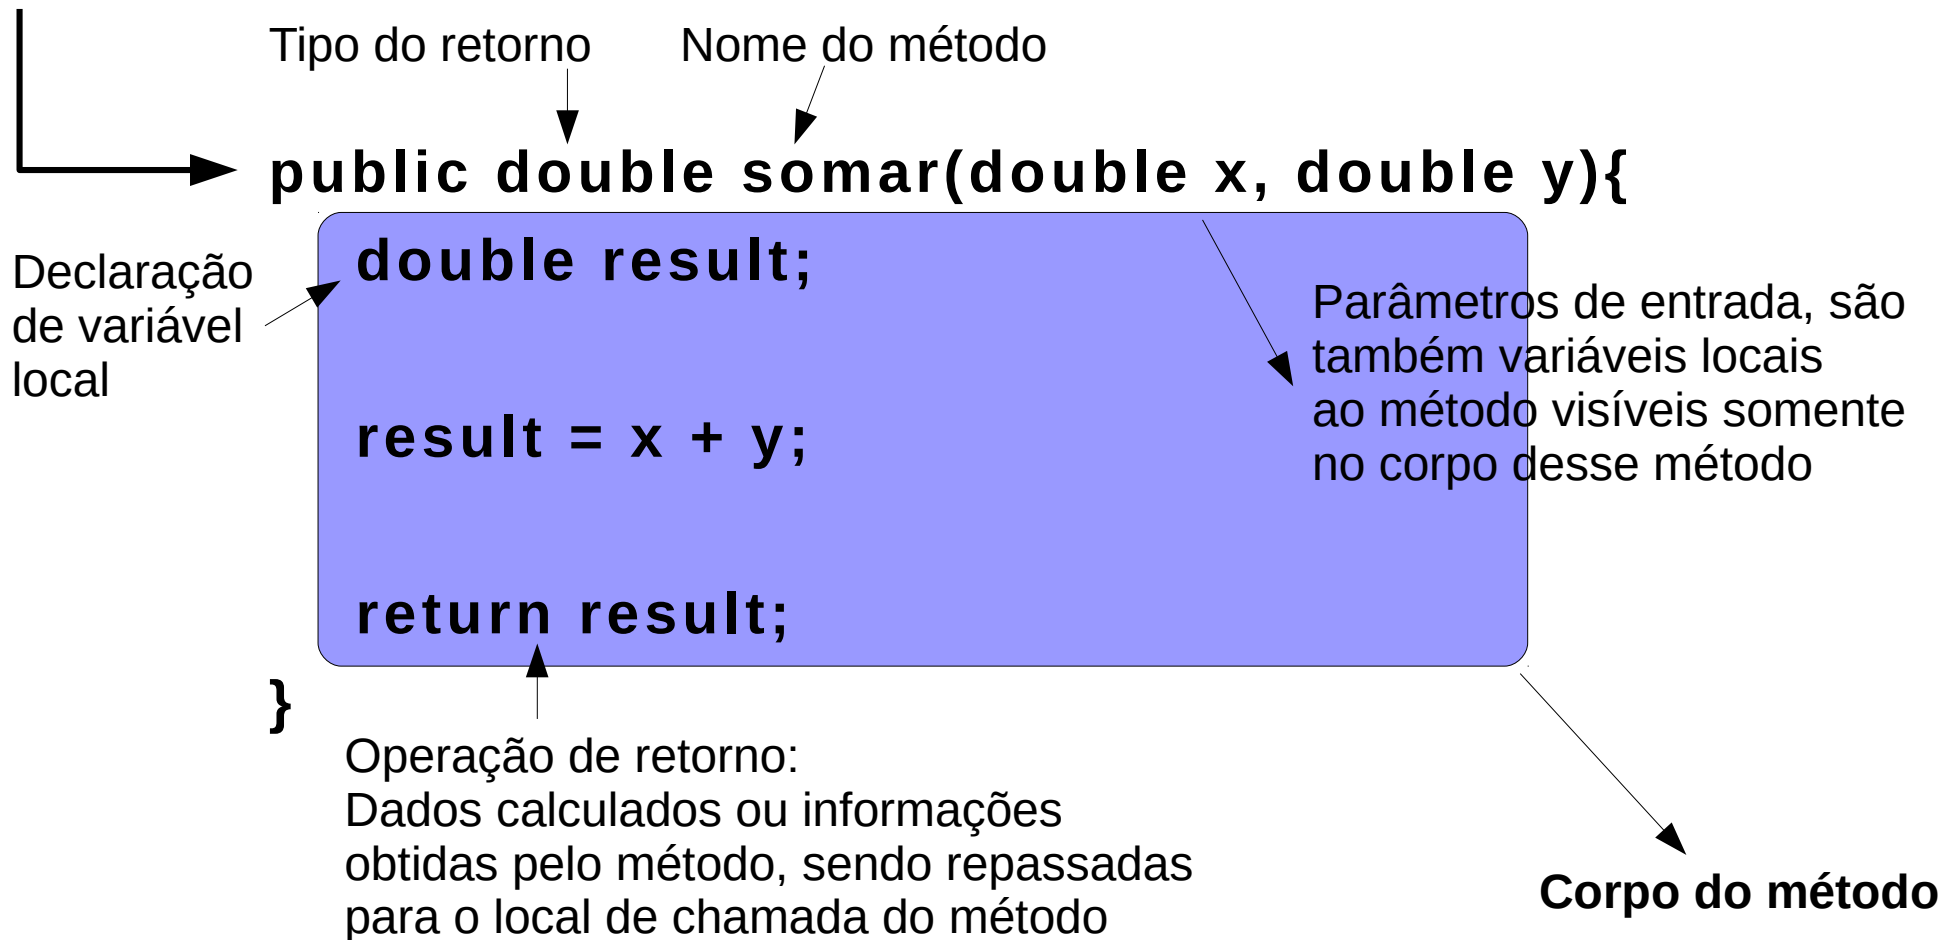 Tipo do retorno
Nome do método
public double somar(double x, double y){
Declaração
de variável
local
double result;
result = x + y;
return result;
Parâmetros de entrada, são
também variáveis locais
ao método visíveis somente
no corpo desse método
}
Operação de retorno:
Dados calculados ou informações
obtidas pelo método, sendo repassadas
para o local de chamada do método
Corpo do método